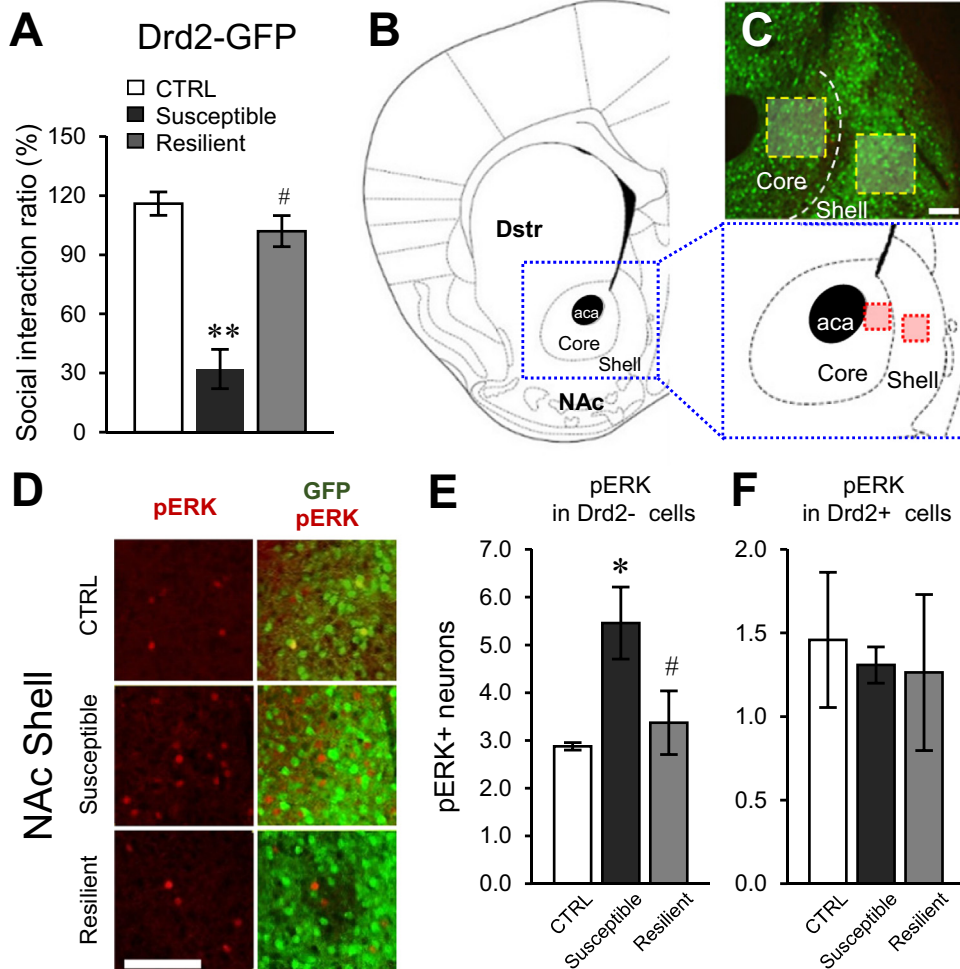 A
Drd2-GFP
CTRL
Susceptible
Resilient
Social interaction ratio (%)
150
120
90
60
30
0
**
#
B
Dstr
aca
Core
Shell
NAc
C
Core
Shell
aca
Core
Shell
D
pERK
GFP
pERK
NAc Shell
CTRL
Susceptible
Resilient
E
pERK
in Drd2- cells
pERK+ neurons
7.0
6.0
5.0
4.0
3.0
2.0
1.0
0.0
*
#
CTRL
Susceptible
Resilient
F
pERK
in Drd2+ cells
2.0
1.5
1.0
0.5
0.0
CTRL
Susceptible
Resilient